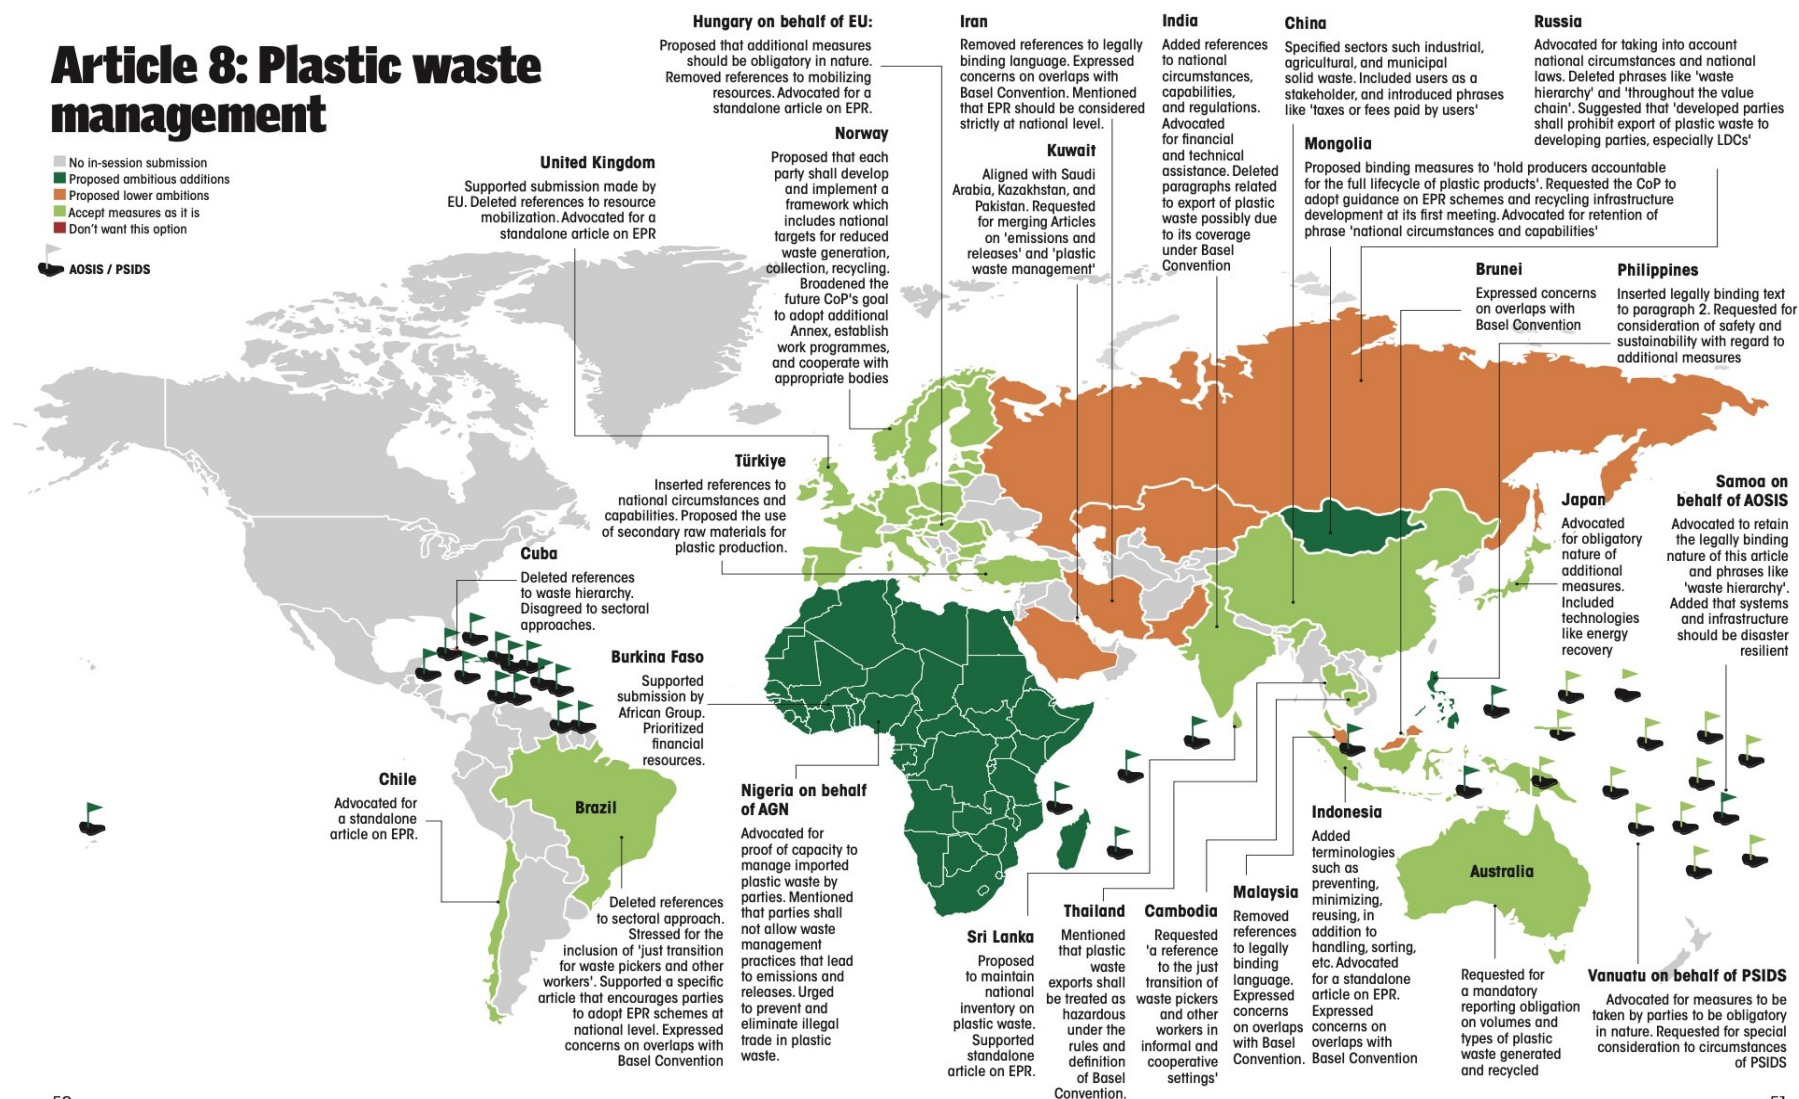 Article 8: Plastic waste
management
No in-session submission
Proposed ambitious additions
Proposed lower ambitions
Accept measures as it is
Don't want this option
AOSIS / PSIDS
Hungary on behalf of EU:
Proposed that additional measures
should be obligatory in nature.
Removed references to mobilizing
resources. Advocated for a
standalone article on EPR.
Iran
Removed references to legally
binding language. Expressed
concerns on overlaps with
Basel Convention. Mentioned
that EPR should be considered
strictly at national level.
India
Added references
to national
circumstances,
capabilities,
and regulations.
Advocated
for financial
and technical
assistance. Deleted
paragraphs related
to export of plastic
waste possibly due
to its coverage
under Basel
Convention
China
Specified sectors such industrial,
agricultural, and municipal
solid waste. Included users as a
stakeholder, and introduced phrases
like 'taxes or fees paid by users'
Russia
Advocated for taking into account
national circumstances and national
laws. Deleted phrases like 'waste
hierarchy' and 'throughout the value
chain'. Suggested that 'developed parties
shall prohibit export of plastic waste to
developing parties, especially LDCs'
Norway
Proposed that each
party shall develop
and implement a
framework which
includes national
targets for reduced
waste generation,
collection, recycling.
Broadened the
future CoP's goal
to adopt additional
Annex, establish
work programmes,
and cooperate with
appropriate bodies
United Kingdom
Supported submission made by
EU. Deleted references to resource
mobilization. Advocated for a
standalone article on EPR
Kuwait
Aligned with Saudi
Arabia, Kazakhstan, and
Pakistan. Requested
for merging Articles
on 'emissions and
releases' and 'plastic
waste management'
Mongolia
Proposed binding measures to 'hold producers accountable
for the full lifecycle of plastic products'. Requested the CoP to
adopt guidance on EPR schemes and recycling infrastructure
development at its first meeting. Advocated for retention of
phrase 'national circumstances and capabilities'
Brunei
Expressed concerns
on overlaps with
Basel Convention
Philippines
Inserted legally binding text
to paragraph 2. Requested for
consideration of safety and
sustainability with regard to
additional measures
Türkiye
Inserted references to
national circumstances and
capabilities. Proposed the use
of secondary raw materials for
plastic production.
Cuba
Deleted references
to waste hierarchy.
Disagreed to sectoral
approaches.
Japan
Advocated
for obligatory
nature of
additional
measures.
Included
technologies
like energy
recovery
Samoa on
behalf of AOSIS
Advocated to retain
the legally binding
nature of this article
and phrases like
'waste hierarchy'.
Added that systems
and infrastructure
should be disaster
resilient
Burkina Faso
Supported
submission by
African Group.
Prioritized
financial
resources.
Chile
Advocated for
a standalone
article on EPR.
Brazil
Deleted references
to sectoral approach.
Stressed for the
inclusion of 'just transition
for waste pickers and other
workers'. Supported a specific
article that encourages parties
to adopt EPR schemes at
national level. Expressed
concerns on overlaps with
Basel Convention
Nigeria on behalf
of AGN
Advocated for
proof of capacity to
manage imported
plastic waste by
parties. Mentioned
that parties shall
not allow waste
management
practices that lead
to emissions and
releases. Urged
to prevent and
eliminate illegal
trade in plastic
waste.
Sri Lanka
Proposed
to maintain
national
inventory on
plastic waste.
Supported
standalone
article on EPR.
Thailand
Mentioned
that plastic
waste
exports shall
be treated as
hazardous
under the
rules and
definition
of Basel
Convention.
Cambodia
Requested
'a reference
to the just
transition of
waste pickers
and other
workers in
informal and
cooperative
settings'
Malaysia
Removed
references
to legally
binding
language.
Expressed
concerns
on overlaps
with Basel
Convention.
Indonesia
Added
terminologies
such as
preventing,
minimizing,
reusing, in
addition to
handling, sorting,
etc. Advocated
for a standalone
article on EPR.
Expressed
concerns on
overlaps with
Basel Convention
Australia
Requested for
a mandatory
reporting obligation
on volumes and
types of plastic
waste generated
and recycled
Vanuatu on behalf of PSIDS
Advocated for measures to be
taken by parties to be obligatory
in nature. Requested for special
consideration to circumstances
of PSIDS